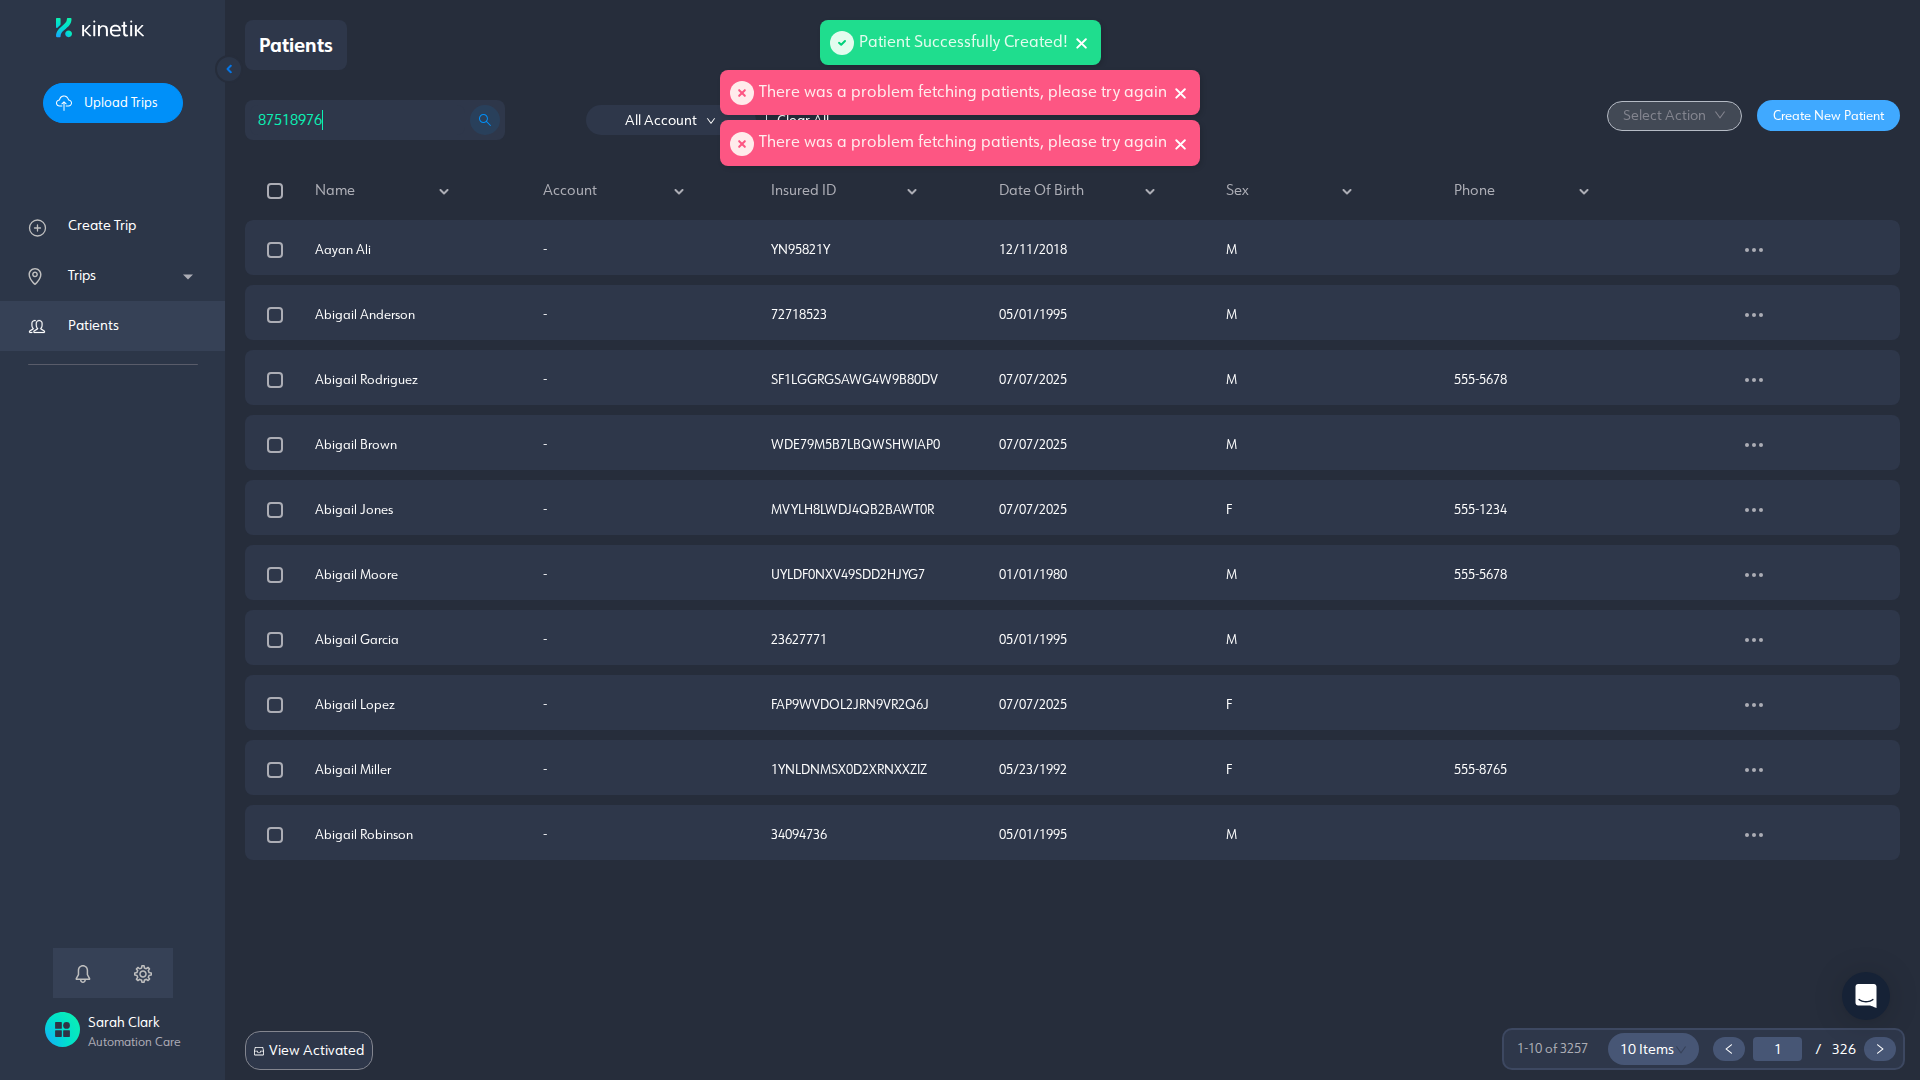 kinetik
Upload Trips
Create Trip
Trips
Patients
Sarah Clark
Automation Care
Patients
Patient Successfully Created!
There was a problem fetching patients, please try again
There was a problem fetching patients, please try again
87518976
All Account
Clear All
Select Action
Create New Patient
Name Account Insured ID Date Of Birth Sex Phone
Aayan Ali - YN95821Y 12/11/2018 M
Abigail Anderson - 72718523 05/01/1995 M
Abigail Rodriguez - SF1LGGRGSAWG4W9B80DV 07/07/2025 M 555-5678
Abigail Brown - WDE79M5B7LBQWSHWIAP0 07/07/2025 M
Abigail Jones - MVYLH8LWDJ4QB2BAWT0R 07/07/2025 F 555-1234
Abigail Moore - UYLDF0NXV49SDD2HJYG7 01/01/1980 M 555-5678
Abigail Garcia - 23627771 05/01/1995 M
Abigail Lopez - FAP9WVDOL2JRN9VR2Q6J 07/07/2025 F
Abigail Miller - 1YNLDNMSX0D2XRNXXZIZ 05/23/1992 F 555-8765
Abigail Robinson - 34094736 05/01/1995 M
View Activated
1-10 of 3257 10 Items 1 / 326